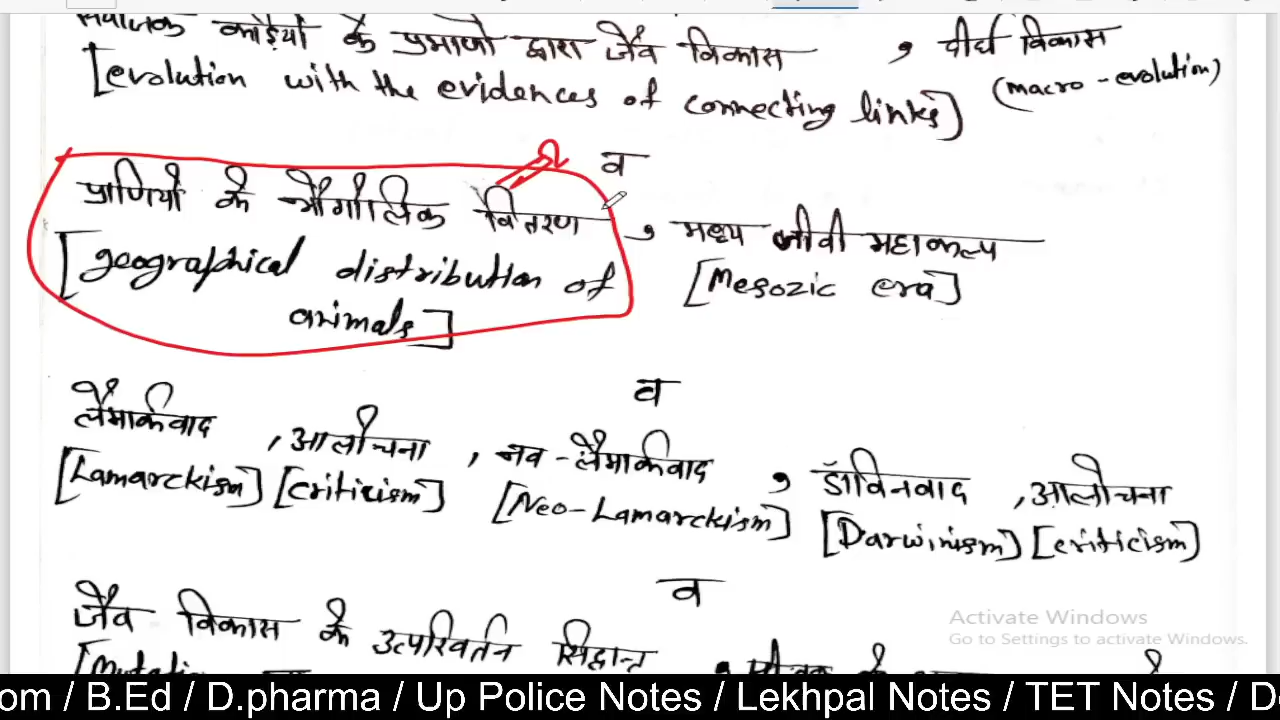 कड़ियों के प्रमाणों द्वारा जैव विकास , दीर्घ विकास
[evolution with the evidences of connecting links] (macro-evolution)
व
प्राणियों के भौगोलिक वितरण , मध्य जीवी महाकल्प
[geographical distribution of animals] [Mesozic era]
व
लैमार्कवाद , आलोचना , नव-लैमार्कवाद , डॉर्विनवाद , आलोचना
[Lamarckism] [criticism] [Neo-Lamarckism] [Darwinism] [criticism]
व
जैव विकास के उत्परिवर्तन सिद्धान्त ,
Activate Windows
Go to Settings to activate Windows.
om / B.Ed / D.pharma / Up Police Notes / Lekhpal Notes / TET Notes / D